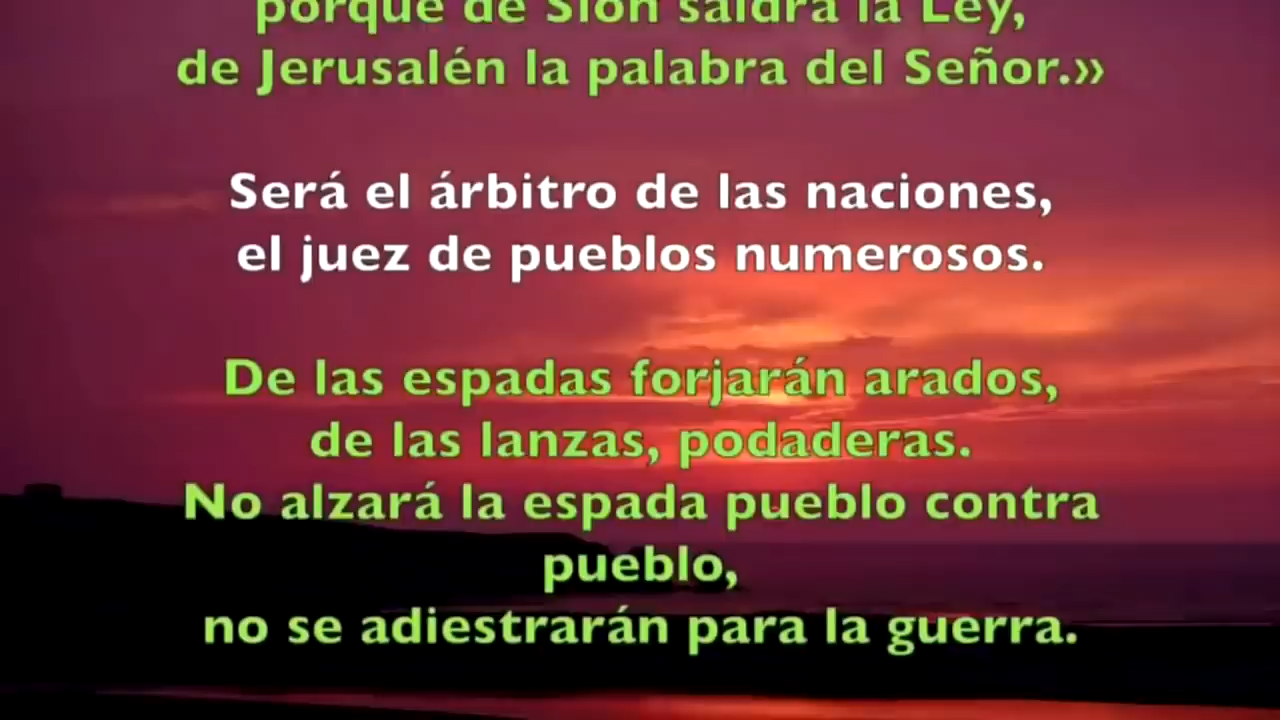 porque de Sión saldrá la Ley,
de Jerusalén la palabra del Señor.»
Será el árbitro de las naciones,
el juez de pueblos numerosos.
De las espadas forjarán arados,
de las lanzas, podaderas.
No alzará la espada pueblo contra
pueblo,
no se adiestrarán para la guerra.